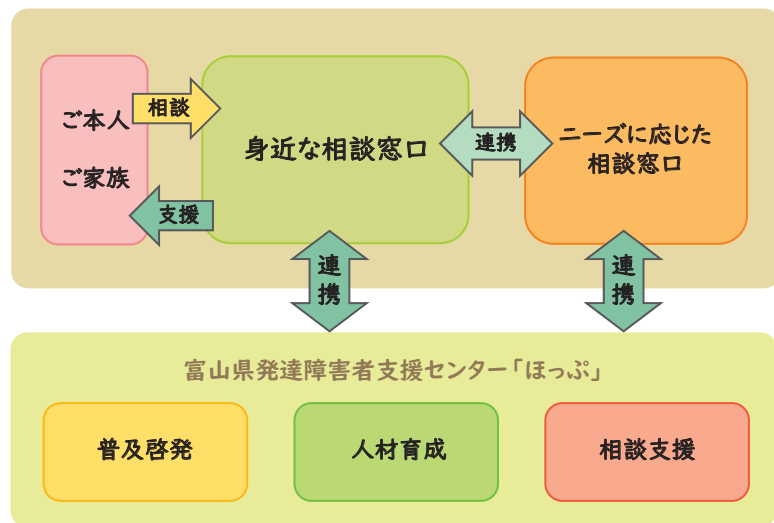 ご本人
ご家族
相談
支援
身近な相談窓口
連携
ニーズに応じた
相談窓口
連
携
連
携
富山県発達障害者支援センター「ほっぷ」
普及啓発
人材育成
相談支援